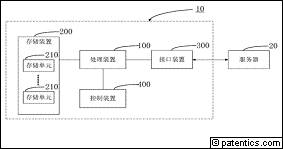 10
200
存储装置
210
存储单元
210
存储单元
100
处理装置
300
接口装置
20
服务器
400
控制装置
© patentics.com